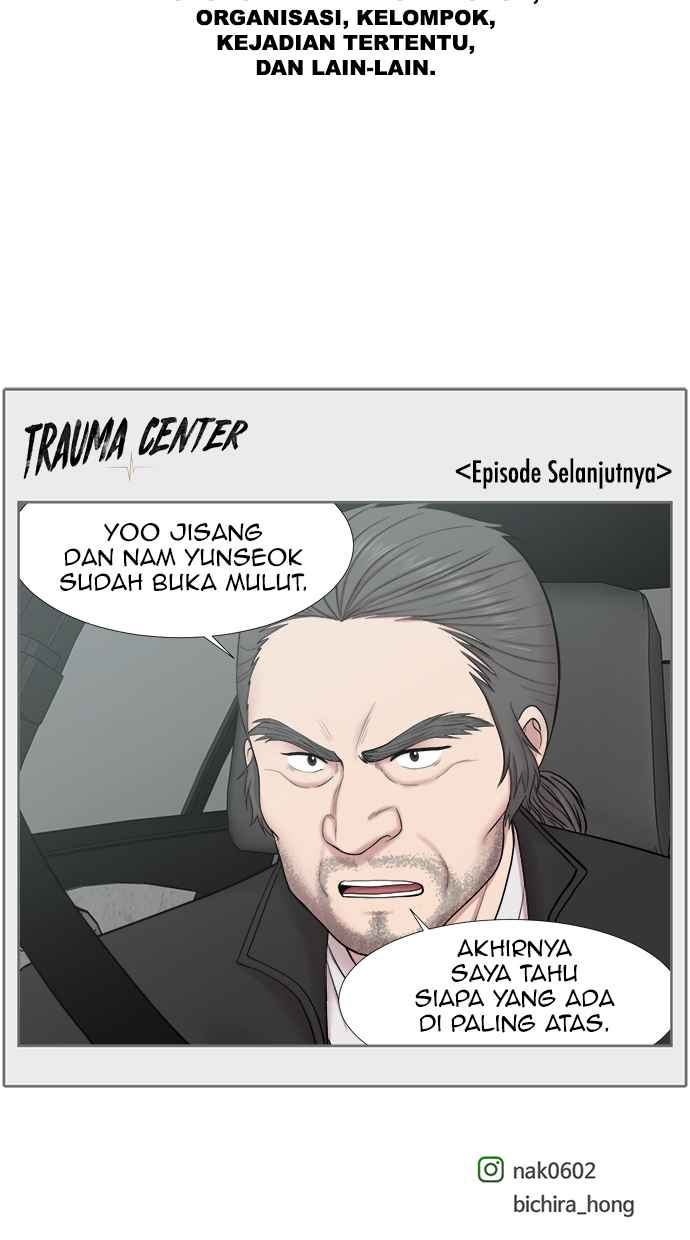 ORGANISASI, KELOMPOK,
KEJADIAN TERTENTU,
DAN LAIN-LAIN.
TRAUMA CENTER
<Episode Selanjutnya>
YOO JISANG
DAN NAM YUNSEOK
SUDAH BUKA MULUT.
AKHIRNYA
SAYA TAHU
SIAPA YANG ADA
DI PALING ATAS.
nak0602
bichira_hong